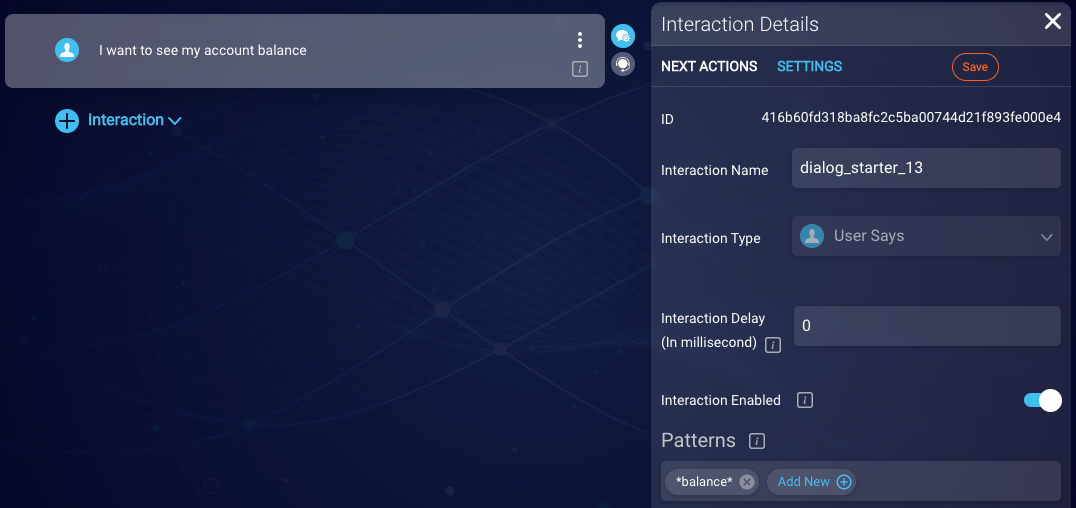 I want to see my account balance
Interaction
Interaction Details
NEXT ACTIONS SETTINGS Save
ID 416b60fd318ba8fc2c5ba00744d21f893fe000e4
Interaction Name dialog_starter_13
Interaction Type User Says
Interaction Delay
(In millisecond) i 0
Interaction Enabled i
Patterns i
*balance* Add New